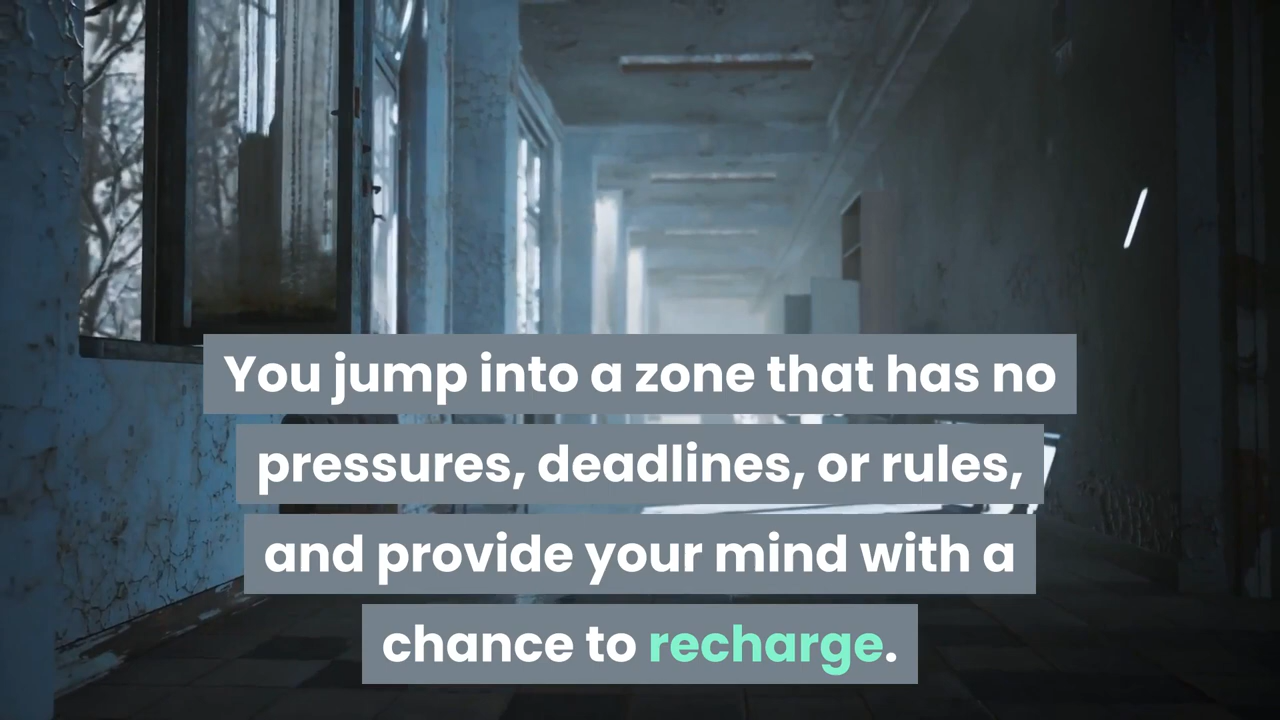 You jump into a zone that has no
pressures, deadlines, or rules,
and provide your mind with a
chance to recharge.